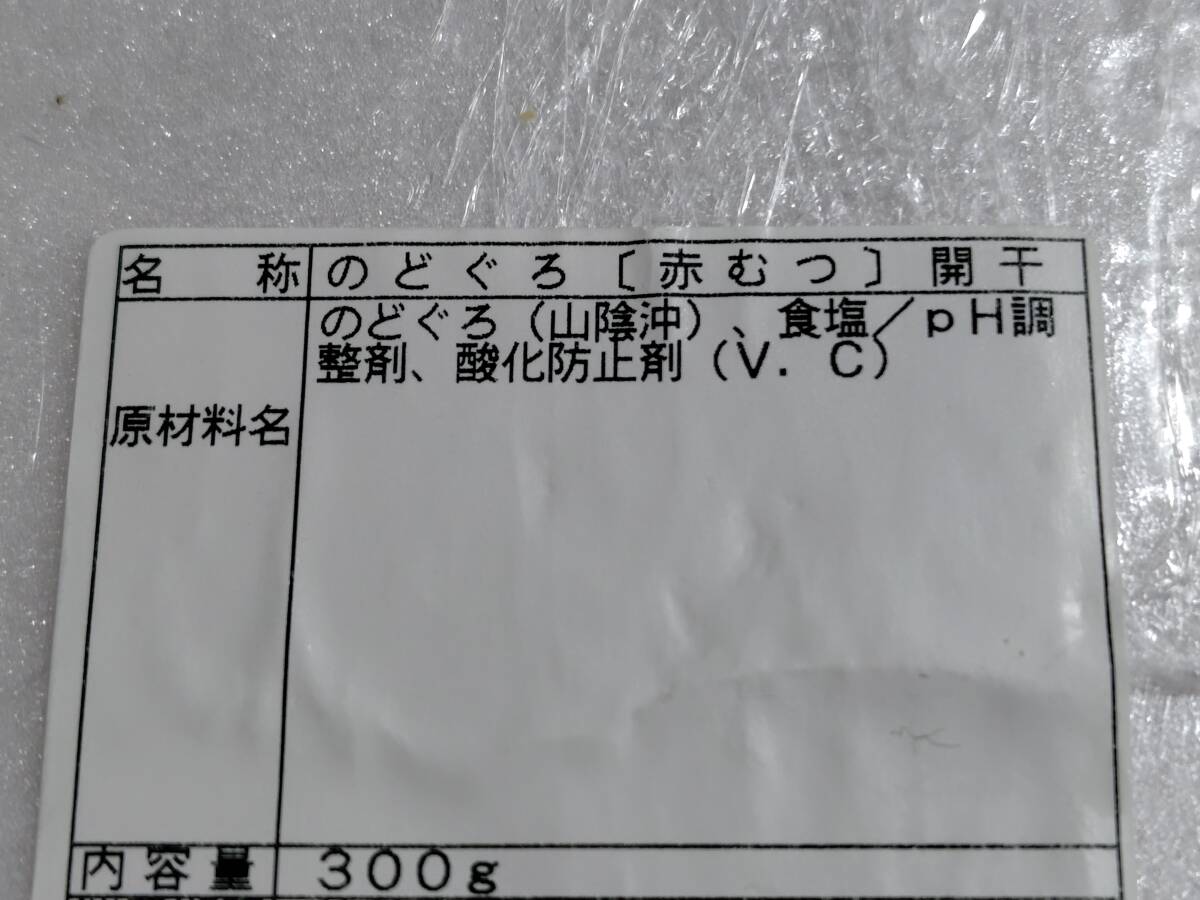 名称 のどぐろ〔赤むつ〕開干
のどぐろ（山陰沖）、食塩／ｐＨ調
整剤、酸化防止剤（Ｖ．Ｃ）
原材料名
内容量 ３００ｇ